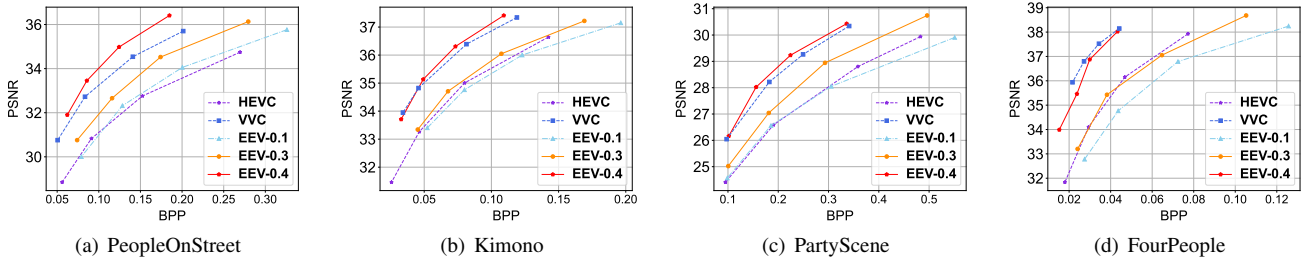 PSNR
36
34
32
30
0.05 0.10 0.15 0.20 0.25 0.30
BPP
HEVC
VVC
EEV-0.1
EEV-0.3
EEV-0.4
(a) PeopleOnStreet
PSNR
37
36
35
34
33
32
0.05 0.10 0.15 0.20
BPP
HEVC
VVC
EEV-0.1
EEV-0.3
EEV-0.4
(b) Kimono
PSNR
31
30
29
28
27
26
25
0.1 0.2 0.3 0.4 0.5
BPP
HEVC
VVC
EEV-0.1
EEV-0.3
EEV-0.4
(c) PartyScene
PSNR
39
38
37
36
35
34
33
32
0.02 0.04 0.06 0.08 0.10 0.12
BPP
HEVC
VVC
EEV-0.1
EEV-0.3
EEV-0.4
(d) FourPeople